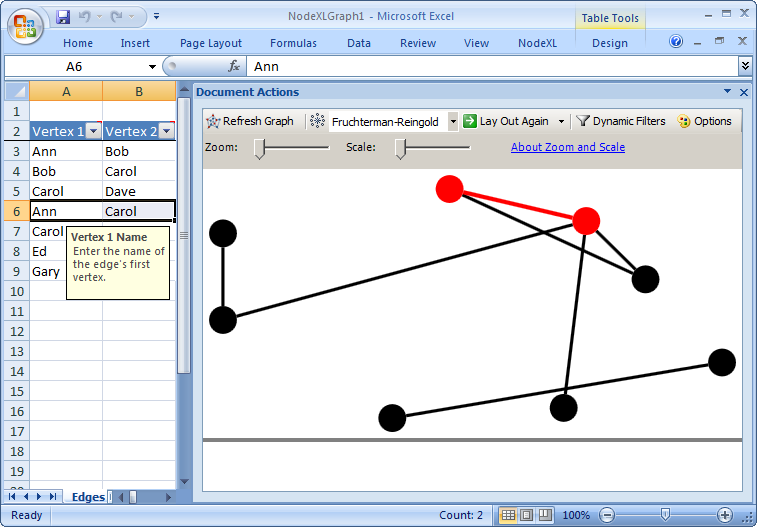 NodeXLGraph1 - Microsoft Excel
Table Tools
Home Insert Page Layout Formulas Data Review View NodeXL Design
A6 fx Ann
Document Actions
A B
Refresh Graph Fruchterman-Reingold Lay Out Again Dynamic Filters Options
Zoom: Scale: About Zoom and Scale
1
2 Vertex 1 Vertex 2
3 Ann Bob
4 Bob Carol
5 Carol Dave
6 Ann Carol
7 Carol
8 Ed
9 Gary
Vertex 1 Name
Enter the name of
the edge's first
vertex.
10
11
12
13
14
15
16
17
18
19
Edges
Ready Count: 2 100%